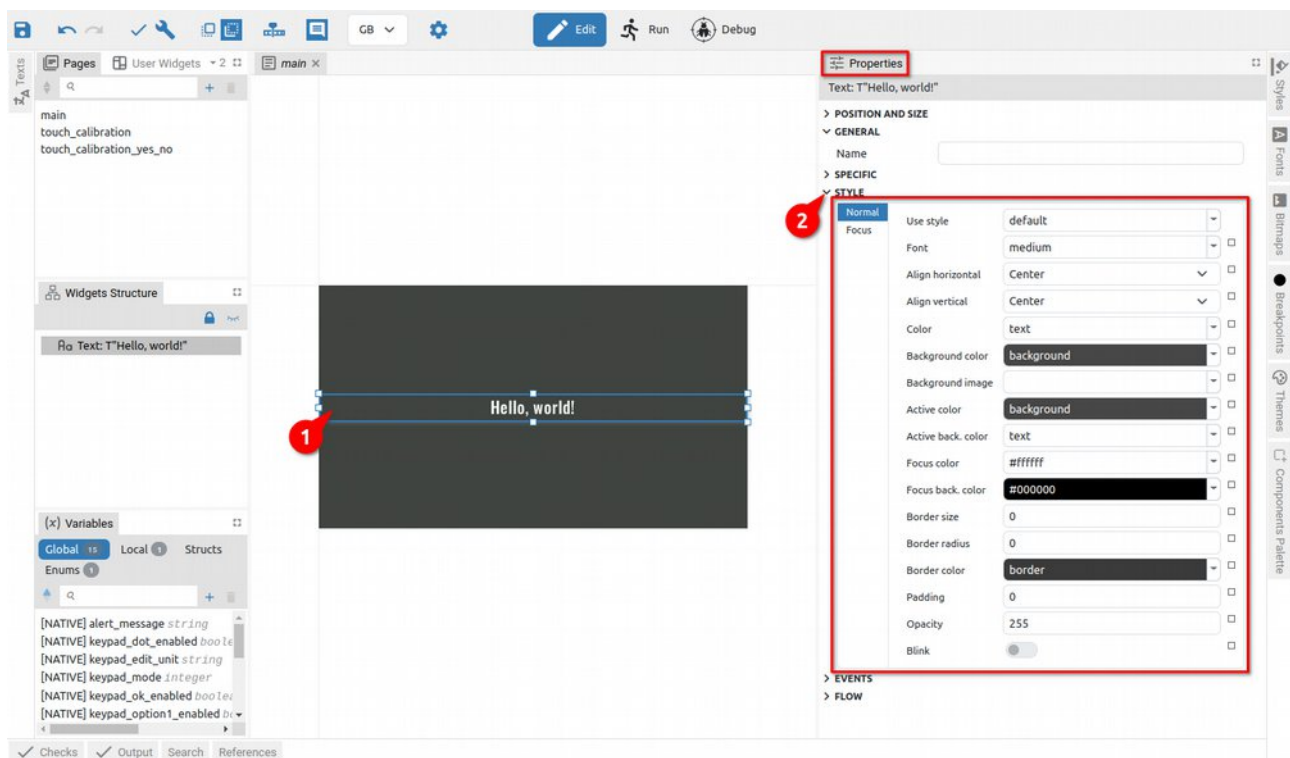 GB
Edit
Run
Debug
Texts
Pages
User Widgets
2
main
touch_calibration
touch_calibration_yes_no
Widgets Structure
Text: T"Hello, world!"
(x) Variables
Global 15 Local 1 Structs
Enums 1
[NATIVE] alert_message string
[NATIVE] keypad_dot_enabled boole
[NATIVE] keypad_edit_unit string
[NATIVE] keypad_mode integer
[NATIVE] keypad_ok_enabled boolea
[NATIVE] keypad_option1_enabled bo
Checks Output Search References
main ×
Hello, world!
1
Properties
Text: T"Hello, world!"
POSITION AND SIZE
GENERAL
Name
SPECIFIC
STYLE
2
Normal
Focus
Use style default
Font medium
Align horizontal Center
Align vertical Center
Color text
Background color background
Background image
Active color background
Active back. color text
Focus color #ffffff
Focus back. color #000000
Border size 0
Border radius 0
Border color border
Padding 0
Opacity 255
Blink
EVENTS
FLOW
Styles
Fonts
Bitmaps
Breakpoints
Themes
Components Palette